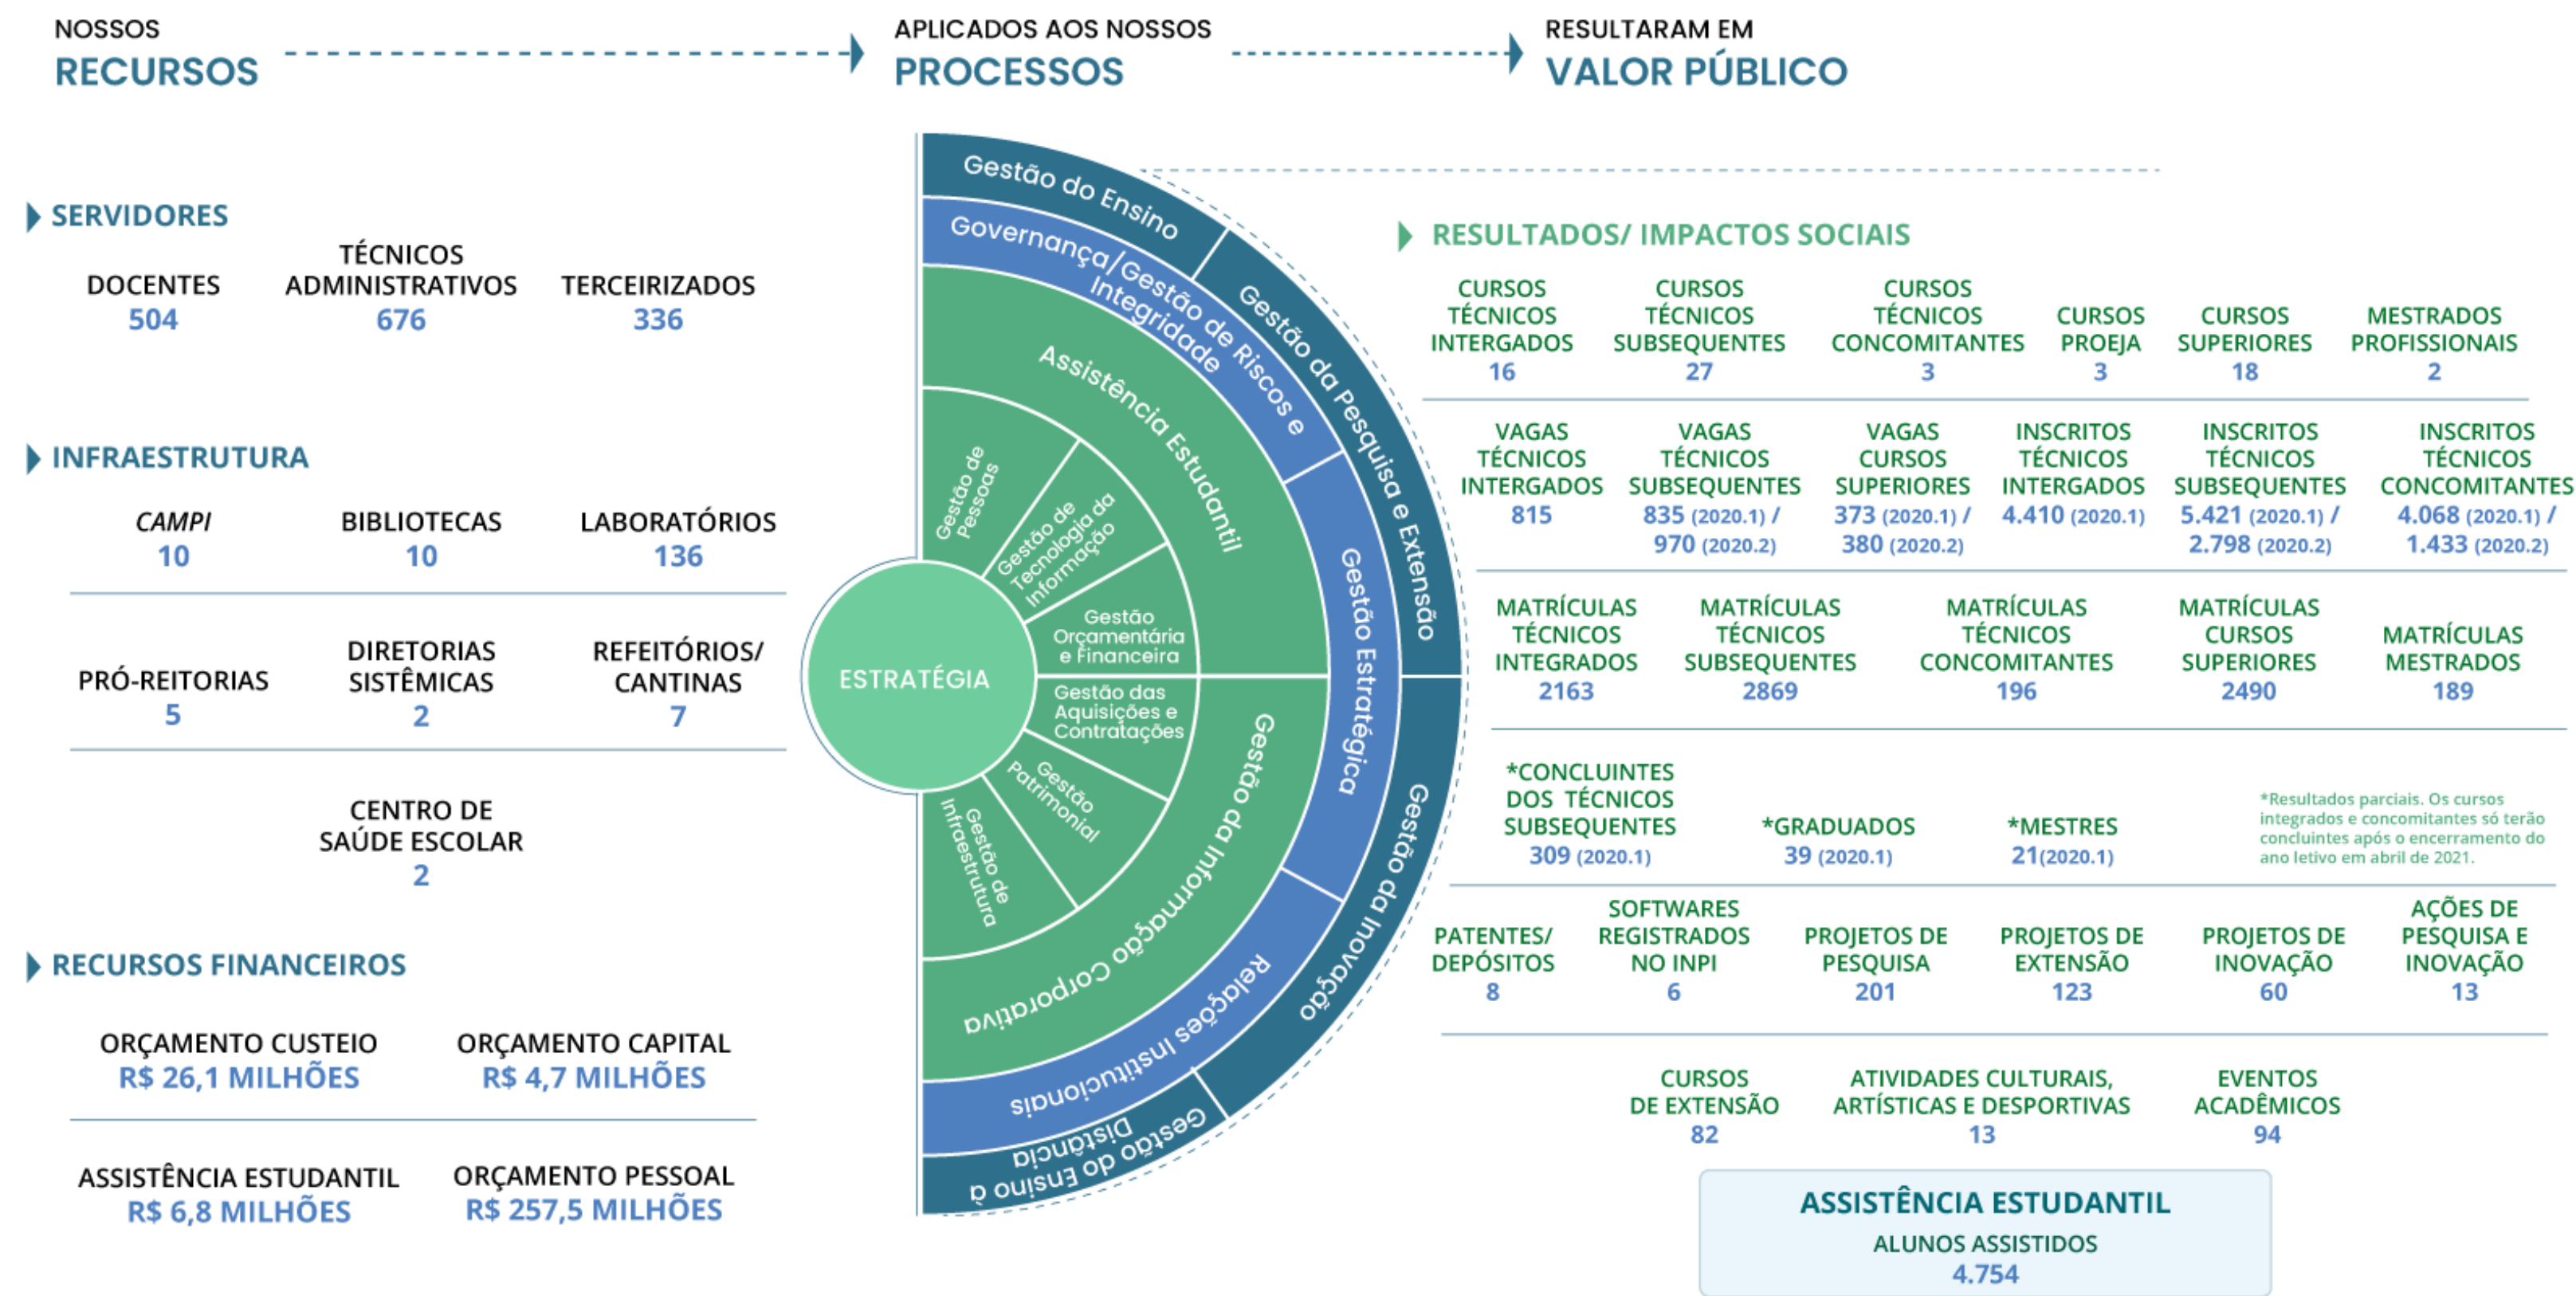 NOSSOS
RECURSOS
APLICADOS AOS NOSSOS
PROCESSOS
RESULTARAM EM
VALOR PÚBLICO
SERVIDORES
DOCENTES
504
TÉCNICOS
ADMINISTRATIVOS
676
TERCEIRIZADOS
336
INFRAESTRUTURA
CAMPI
10
BIBLIOTECAS
10
LABORATÓRIOS
136
PRÓ-REITORIAS
5
DIRETORIAS
SISTÊMICAS
2
REFEITÓRIOS/
CANTINAS
7
CENTRO DE
SAÚDE ESCOLAR
2
RECURSOS FINANCEIROS
ORÇAMENTO CUSTEIO
R$ 26,1 MILHÕES
ORÇAMENTO CAPITAL
R$ 4,7 MILHÕES
ASSISTÊNCIA ESTUDANTIL
R$ 6,8 MILHÕES
ORÇAMENTO PESSOAL
R$ 257,5 MILHÕES
ESTRATÉGIA
Gestão de
Pessoas
Gestão de
Tecnologia da
Informação
Gestão
Orçamentária
e Financeira
Gestão das
Aquisições e
Contratações
Gestão
Patrimonial
Gestão de
Infraestrutura
Assistência Estudantil
Gestão da Informação Corporativa
Governança/Gestão de Riscos e
Integridade
Gestão Estratégica
Relações Institucionais
Gestão do Ensino
Gestão da Pesquisa e Extensão
Gestão da Inovação
Gestão do Ensino à
Distância
RESULTADOS/ IMPACTOS SOCIAIS
CURSOS
TÉCNICOS
INTERGADOS
16
CURSOS
TÉCNICOS
SUBSEQUENTES
27
CURSOS
TÉCNICOS
CONCOMITANTES
3
CURSOS
PROEJA
3
CURSOS
SUPERIORES
18
MESTRADOS
PROFISSIONAIS
2
VAGAS
TÉCNICOS
INTERGADOS
815
VAGAS
TÉCNICOS
SUBSEQUENTES
835 (2020.1) /
970 (2020.2)
VAGAS
CURSOS
SUPERIORES
373 (2020.1) /
380 (2020.2)
INSCRITOS
TÉCNICOS
INTERGADOS
4.410 (2020.1)
INSCRITOS
TÉCNICOS
SUBSEQUENTES
5.421 (2020.1) /
2.798 (2020.2)
INSCRITOS
TÉCNICOS
CONCOMITANTES
4.068 (2020.1) /
1.433 (2020.2)
MATRÍCULAS
TÉCNICOS
INTEGRADOS
2163
MATRÍCULAS
TÉCNICOS
SUBSEQUENTES
2869
MATRÍCULAS
TÉCNICOS
CONCOMITANTES
196
MATRÍCULAS
CURSOS
SUPERIORES
2490
MATRÍCULAS
MESTRADOS
189
*CONCLUINTES
DOS TÉCNICOS
SUBSEQUENTES
309 (2020.1)
*GRADUADOS
39 (2020.1)
*MESTRES
21(2020.1)
*Resultados parciais. Os cursos
integrados e concomitantes só terão
concluintes após o encerramento do
ano letivo em abril de 2021.
PATENTES/
DEPÓSITOS
8
SOFTWARES
REGISTRADOS
NO INPI
6
PROJETOS DE
PESQUISA
201
PROJETOS DE
EXTENSÃO
123
PROJETOS DE
INOVAÇÃO
60
AÇÕES DE
PESQUISA E
INOVAÇÃO
13
CURSOS
DE EXTENSÃO
82
ATIVIDADES CULTURAIS,
ARTÍSTICAS E DESPORTIVAS
13
EVENTOS
ACADÊMICOS
94
ASSISTÊNCIA ESTUDANTIL
ALUNOS ASSISTIDOS
4.754